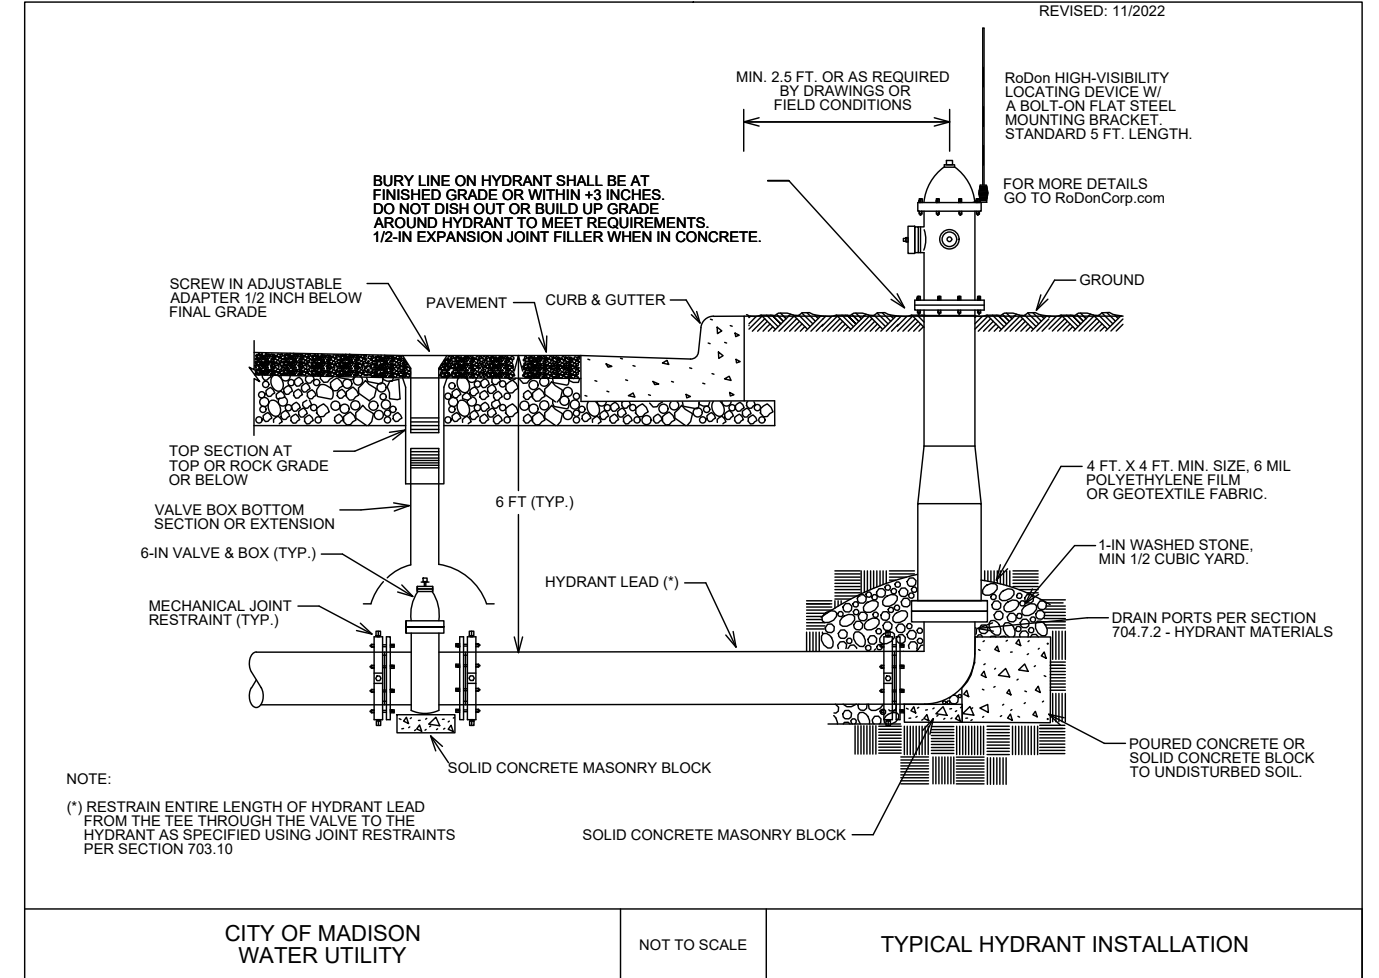 REVISED: 11/2022
MIN. 2.5 FT. OR AS REQUIRED
BY DRAWINGS OR
FIELD CONDITIONS
RoDon HIGH-VISIBILITY
LOCATING DEVICE W/
A BOLT-ON FLAT STEEL
MOUNTING BRACKET.
STANDARD 5 FT. LENGTH.
FOR MORE DETAILS
GO TO RoDonCorp.com
BURY LINE ON HYDRANT SHALL BE AT
FINISHED GRADE OR WITHIN +3 INCHES.
DO NOT DISH OUT OR BUILD UP GRADE
AROUND HYDRANT TO MEET REQUIREMENTS.
1/2-IN EXPANSION JOINT FILLER WHEN IN CONCRETE.
SCREW IN ADJUSTABLE
ADAPTER 1/2 INCH BELOW
FINAL GRADE
PAVEMENT
CURB & GUTTER
GROUND
TOP SECTION AT
TOP OR ROCK GRADE
OR BELOW
VALVE BOX BOTTOM
SECTION OR EXTENSION
6 FT (TYP.)
4 FT. X 4 FT. MIN. SIZE, 6 MIL
POLYETHYLENE FILM
OR GEOTEXTILE FABRIC.
6-IN VALVE & BOX (TYP.)
1-IN WASHED STONE,
MIN 1/2 CUBIC YARD.
HYDRANT LEAD (*)
MECHANICAL JOINT
RESTRAINT (TYP.)
DRAIN PORTS PER SECTION
704.7.2 - HYDRANT MATERIALS
SOLID CONCRETE MASONRY BLOCK
POURED CONCRETE OR
SOLID CONCRETE BLOCK
TO UNDISTURBED SOIL.
SOLID CONCRETE MASONRY BLOCK
NOTE:
(*) RESTRAIN ENTIRE LENGTH OF HYDRANT LEAD
FROM THE TEE THROUGH THE VALVE TO THE
HYDRANT AS SPECIFIED USING JOINT RESTRAINTS
PER SECTION 703.10
CITY OF MADISON
WATER UTILITY
NOT TO SCALE
TYPICAL HYDRANT INSTALLATION